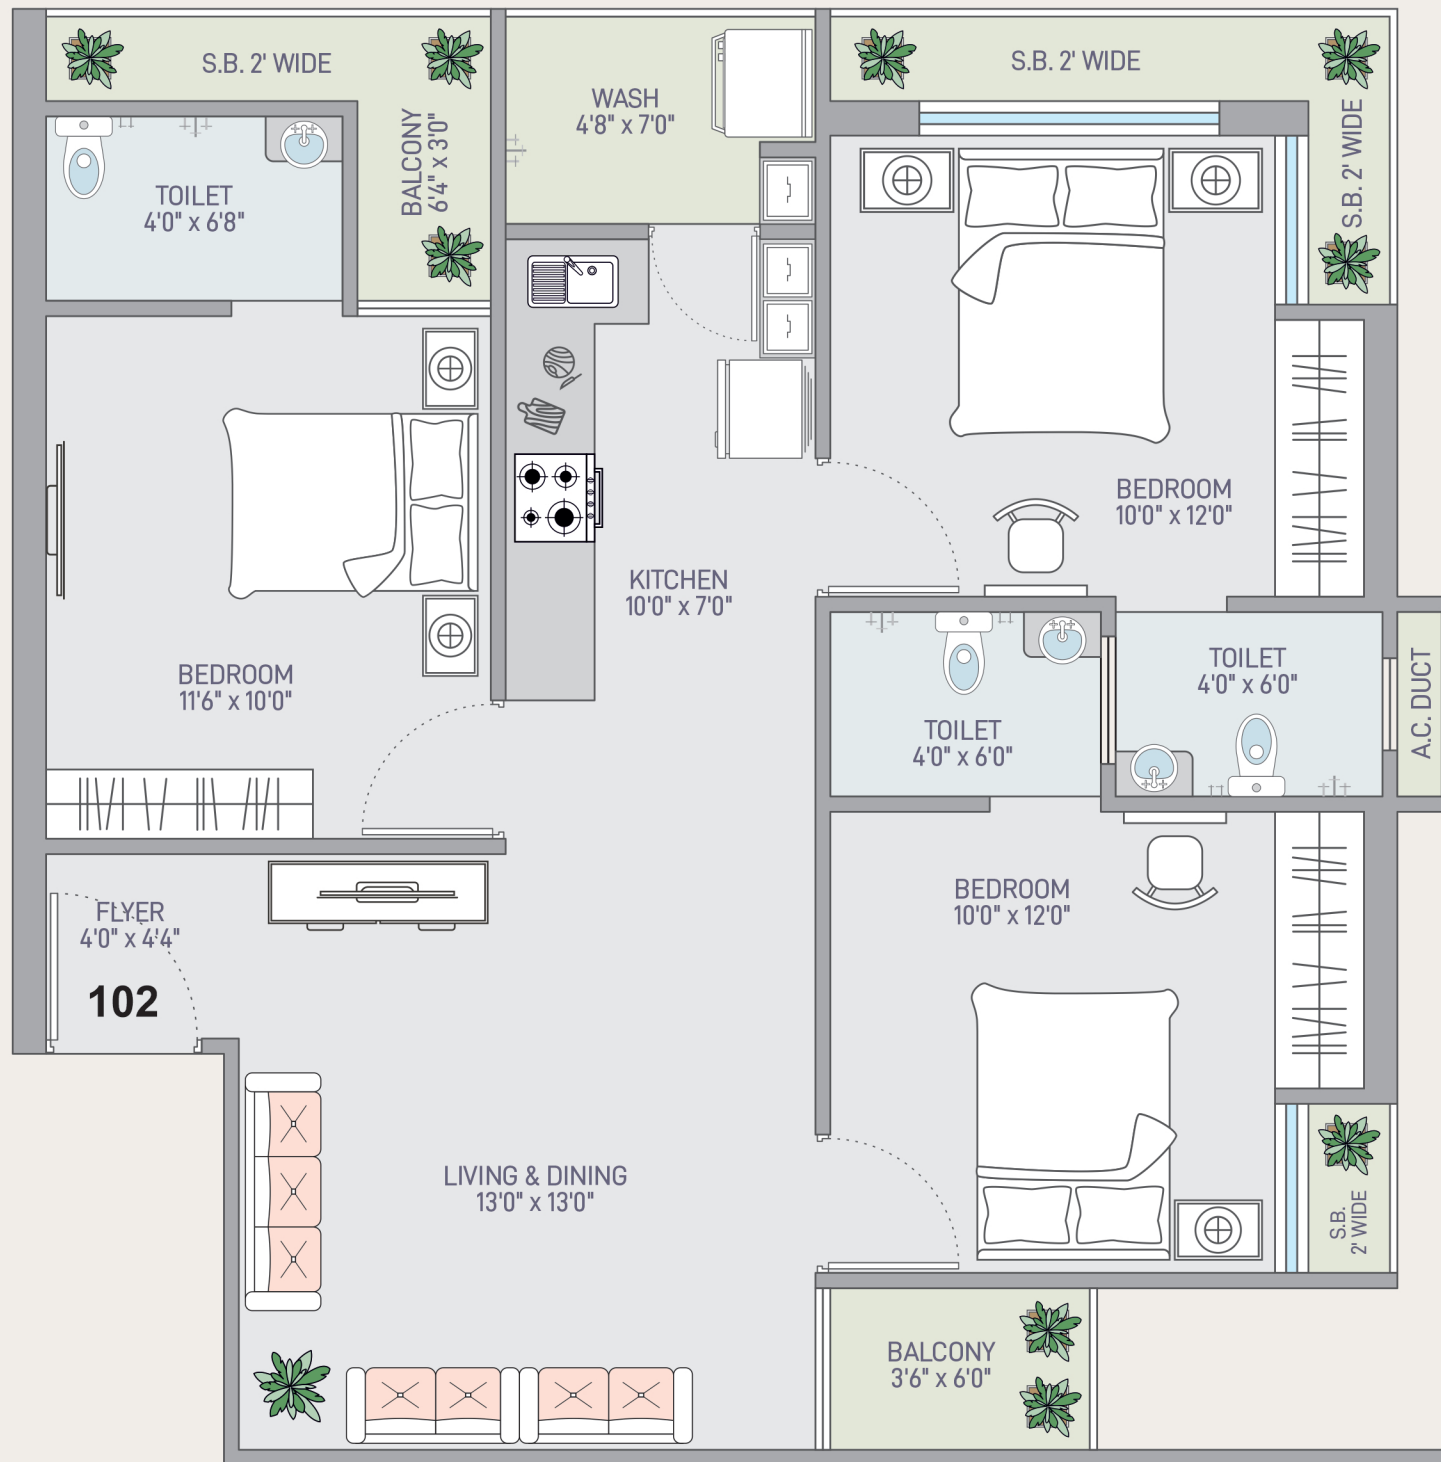 S.B. 2' WIDE
WASH
4'8" x 7'0"
S.B. 2' WIDE
BALCONY
6'4" x 3'0"
S.B. 2' WIDE
TOILET
4'0" x 6'8"
BEDROOM
10'0" x 12'0"
KITCHEN
10'0" x 7'0"
BEDROOM
11'6" x 10'0"
TOILET
4'0" x 6'0"
A.C. DUCT
TOILET
4'0" x 6'0"
BEDROOM
10'0" x 12'0"
FLYER
4'0" x 4'4"
102
LIVING & DINING
13'0" x 13'0"
S.B.
2' WIDE
BALCONY
3'6" x 6'0"